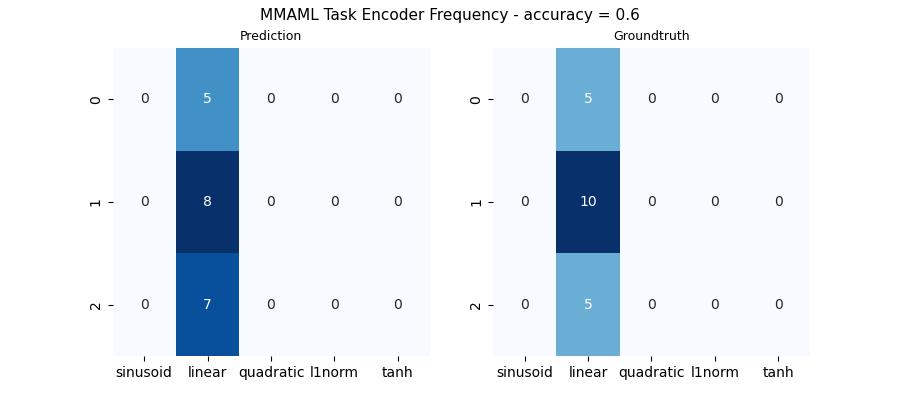 MMAML Task Encoder Frequency - accuracy = 0.6
Prediction
Groundtruth
0
0 5 0 0 0
1
0 8 0 0 0
2
0 7 0 0 0
sinusoid linear quadratic l1norm tanh
0
0 5 0 0 0
1
0 10 0 0 0
2
0 5 0 0 0
sinusoid linear quadratic l1norm tanh